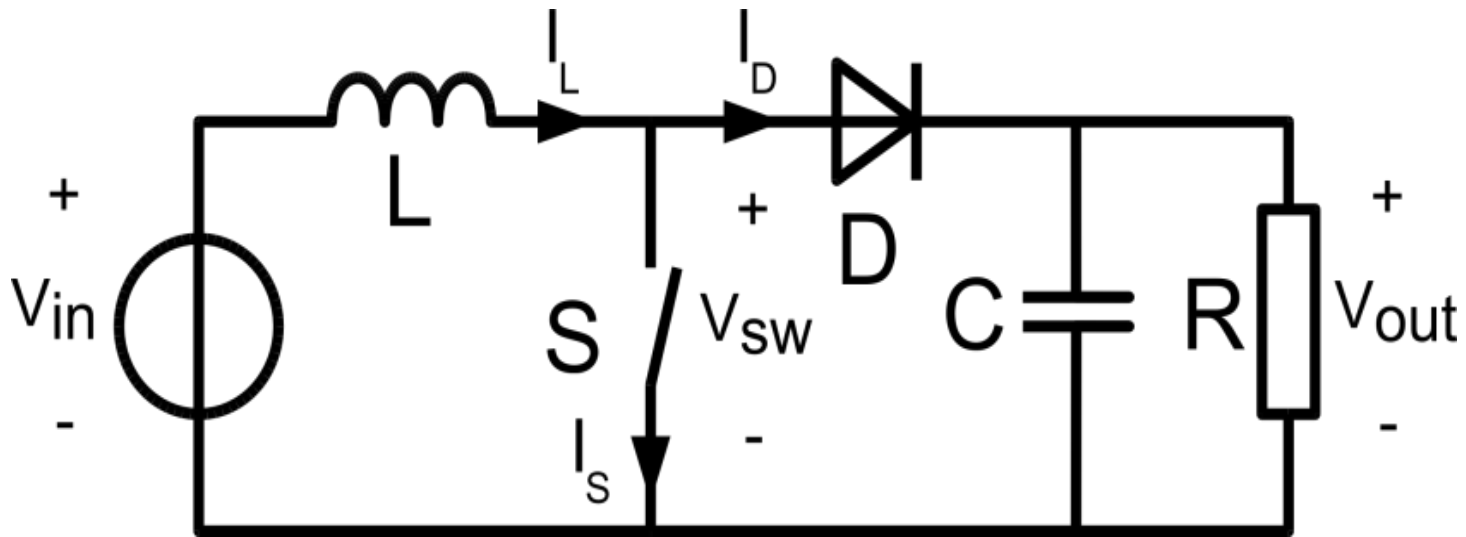 I_L
I_D
L
+
+
+
D
V_in
S
V_sw
C
R
V_out
-
I_S
-
-